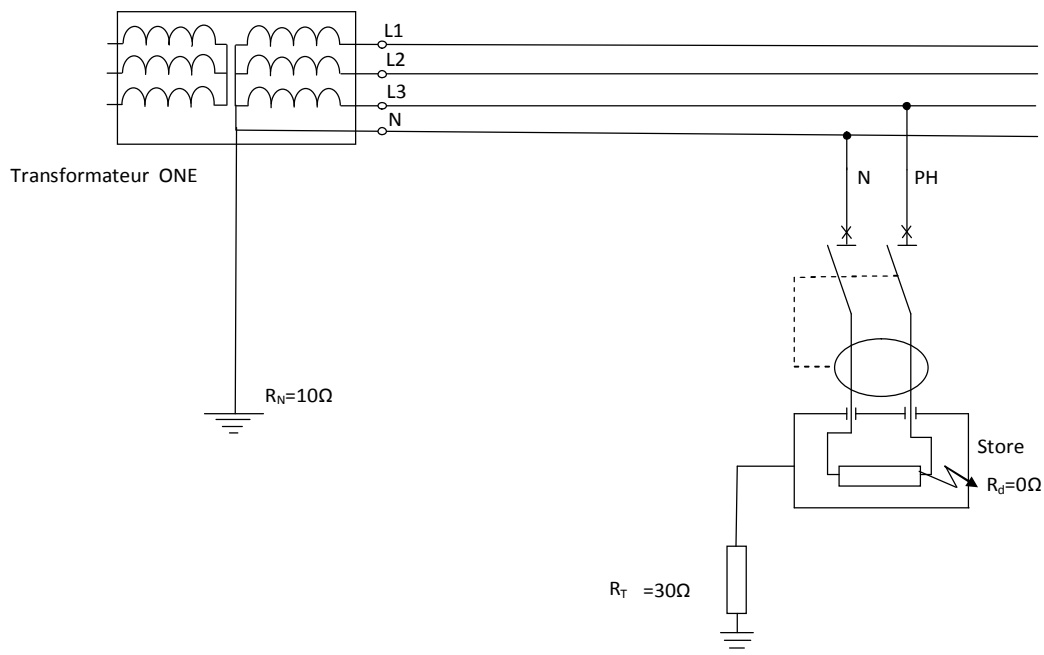 L1
L2
L3
N
Transformateur ONE
N
PH
R_N=10Ω
Store
R_d=0Ω
R_T =30Ω